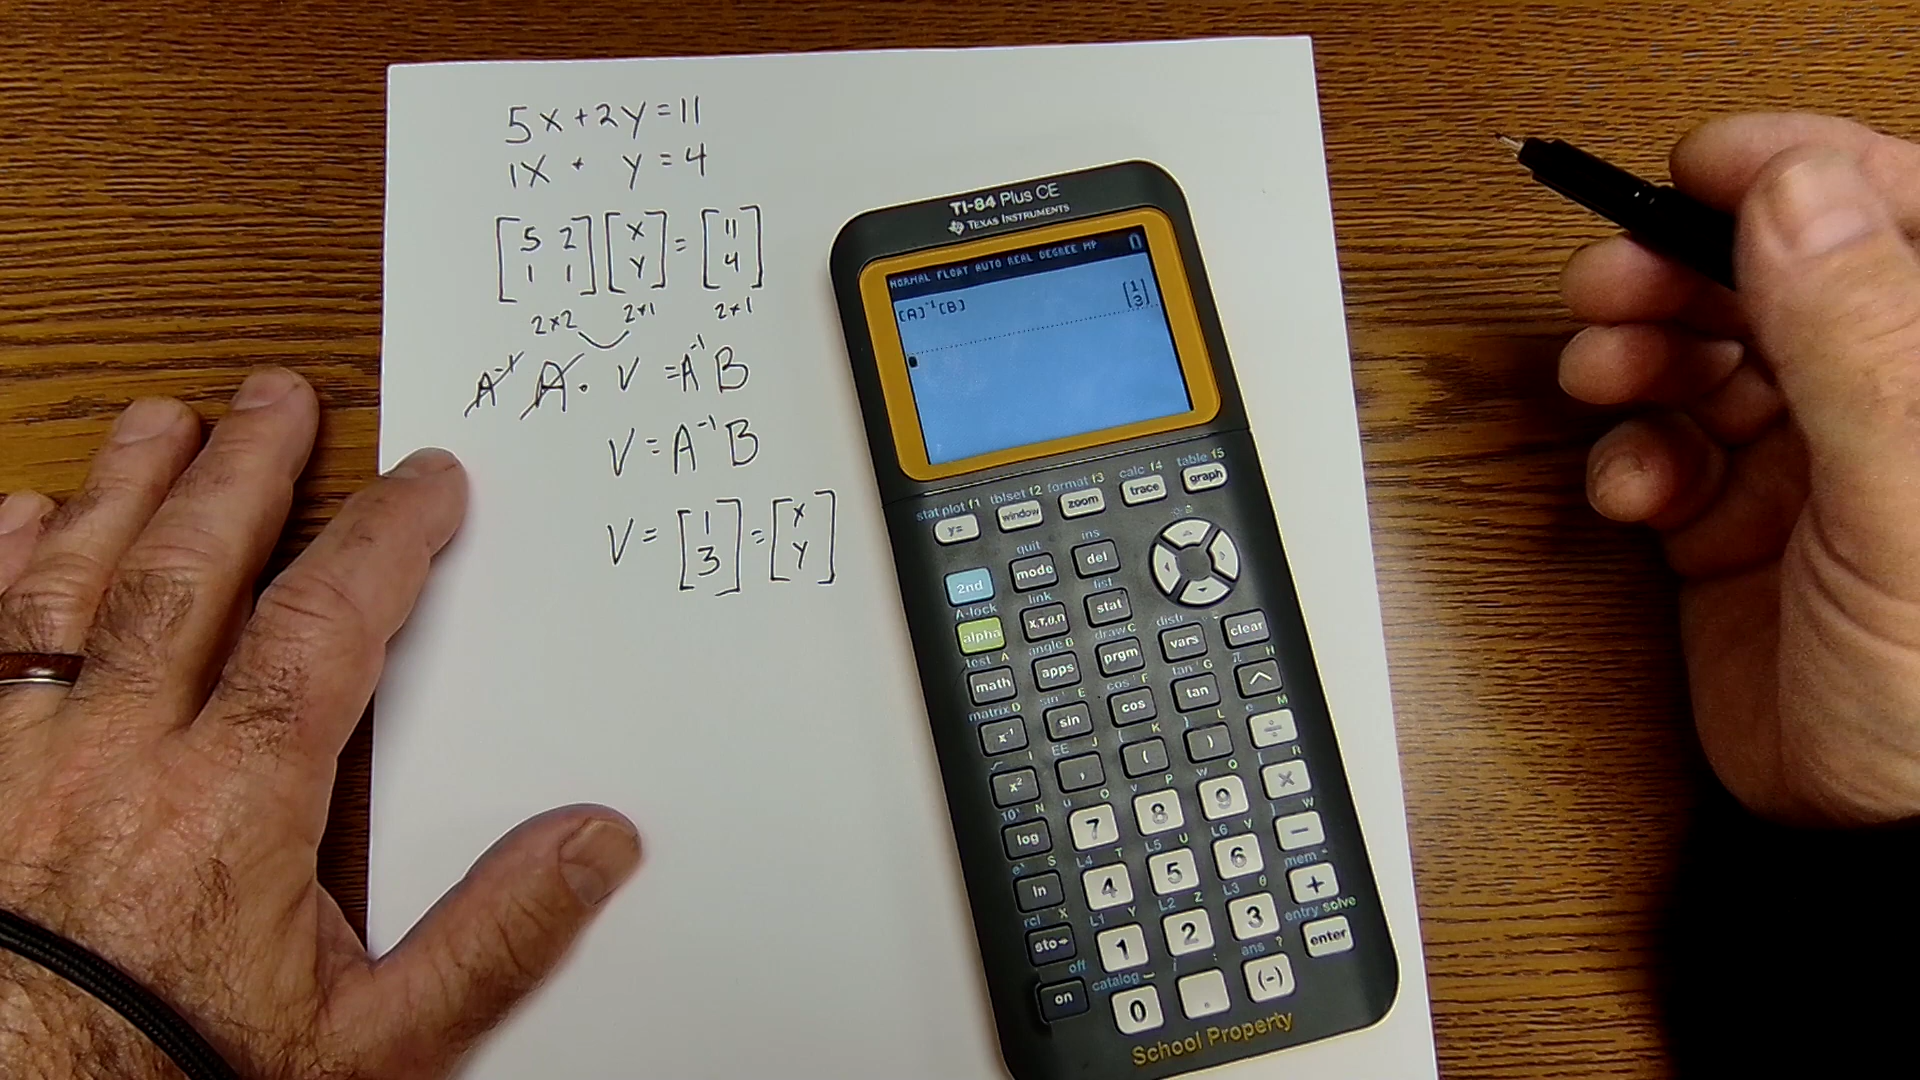 5x+2y=11
1x + y=4
[5 2 1 1][x y]=[11 4]
2×2 2×1 2×1
A⁻¹ A · V = A⁻¹B
V = A⁻¹B
V = [1 3] = [x y]
TI-84 Plus CE
TEXAS INSTRUMENTS
NORMAL FLOAT AUTO REAL DEGREE MP
[A]⁻¹[B] [1 3]
stat plot f1 tblset f2 format f3 calc f4 table f5
y= window zoom trace graph
quit ins
2nd mode del
A-lock link list
alpha X,T,θ,n stat
test A angle B draw C distr
math apps prgm vars clear
matrix D sin⁻¹ E cos⁻¹ F tan⁻¹ G π H
x⁻¹ sin cos tan ^
√ I EE J { K } L e M
x² , ( ) ÷
10ˣ N u O v P w Q [ R
log 7 8 9 ×
eˣ S L4 T L5 U L6 V ] W
ln 4 5 6 −
rcl X L1 Y L2 Z L3 θ mem "
sto→ 1 2 3 +
off catalog _ i : ans ? entry solve
on 0 . (-) enter
School Property